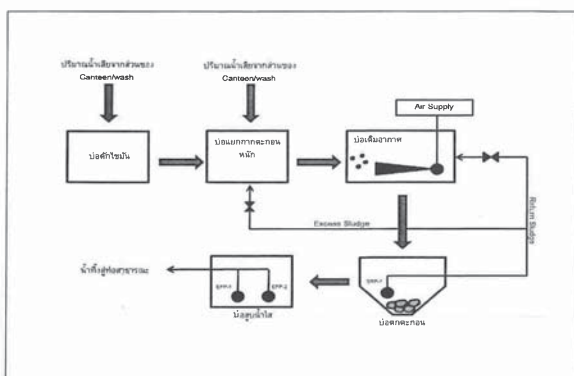 ปริมาณน้ำเสียจากส่วนของ
Canteen/wash
ปริมาณน้ำเสียจากส่วนของ
Canteen/wash
Air Supply
บ่อดักไขมัน
บ่อแยกกากตะกอน
หนัก
บ่อเติมอากาศ
Excess Sludge
Return Sludge
น้ำทิ้งสู่ท่อสาธารณะ
บ่อสูบน้ำใส
บ่อตกตะกอน